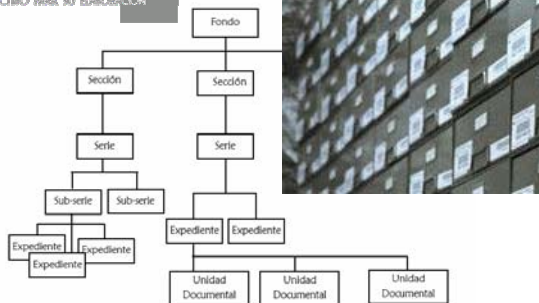 Fondo
Sección
Sección
Serie
Serie
Sub-serie
Sub-serie
Expediente
Expediente
Expediente
Expediente
Expediente
Unidad
Documental
Unidad
Documental
Unidad
Documental